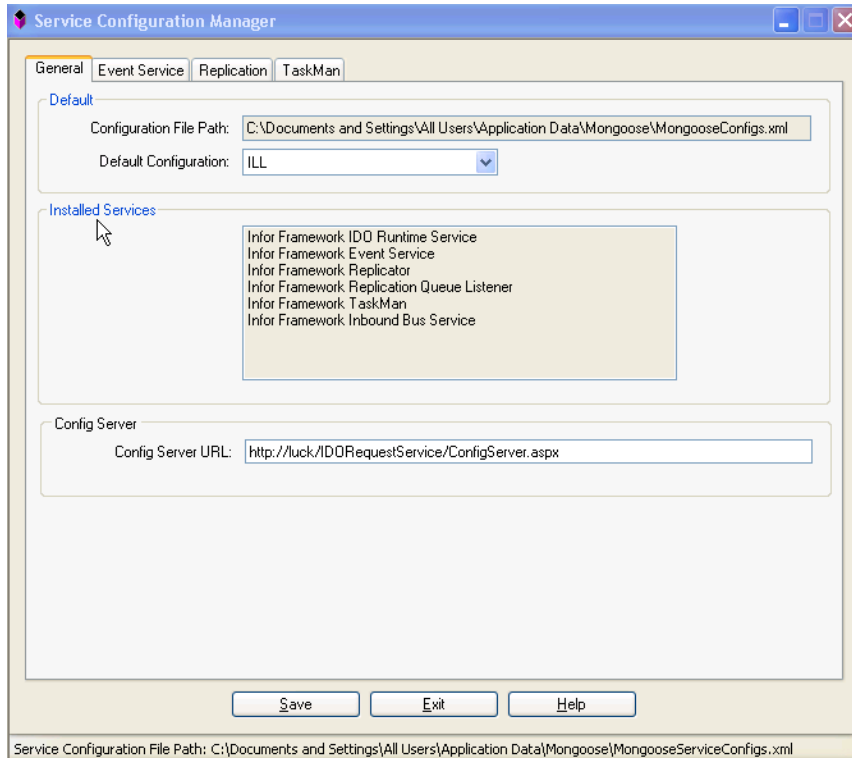 Service Configuration Manager
General Event Service Replication TaskMan
Default
Configuration File Path: C:\Documents and Settings\All Users\Application Data\Mongoose\MongooseConfigs.xml
Default Configuration: ILL
Installed Services
Infor Framework IDO Runtime Service
Infor Framework Event Service
Infor Framework Replicator
Infor Framework Replication Queue Listener
Infor Framework TaskMan
Infor Framework Inbound Bus Service
Config Server
Config Server URL: http://luck/IDORequestService/ConfigServer.aspx
Save Exit Help
Service Configuration File Path: C:\Documents and Settings\All Users\Application Data\Mongoose\MongooseServiceConfigs.xml